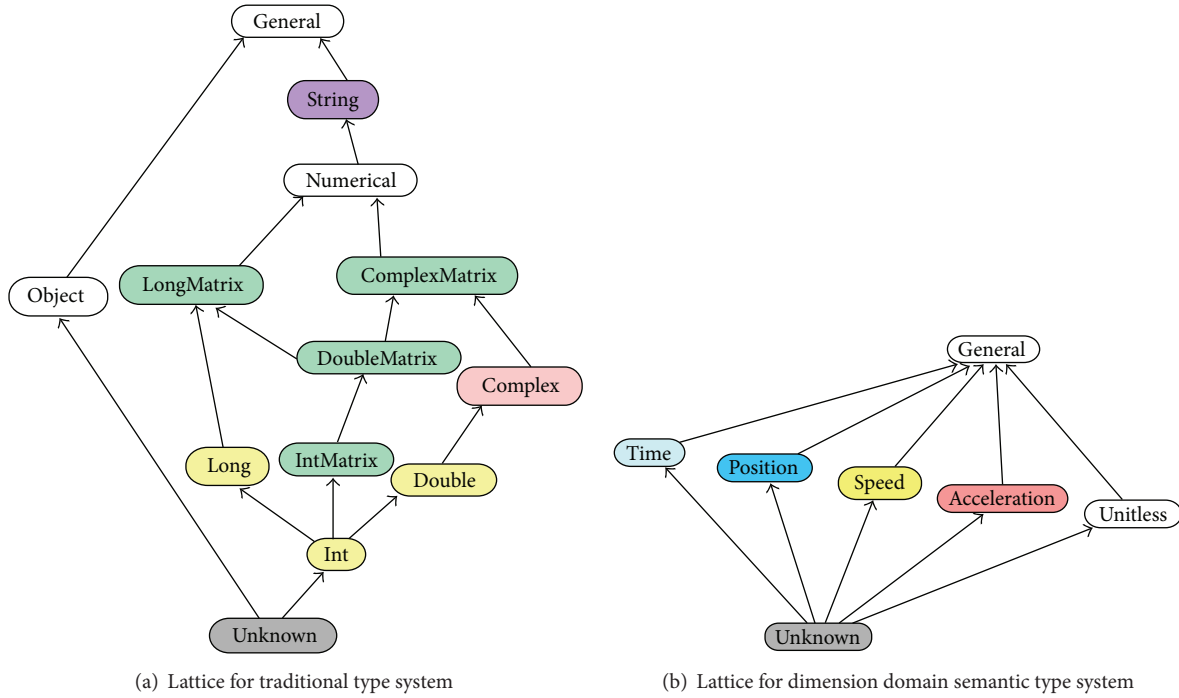 General
String
Numerical
LongMatrix
ComplexMatrix
Object
DoubleMatrix
Complex
Long
IntMatrix
Double
Int
Unknown
(a) Lattice for traditional type system
General
Time
Position
Speed
Acceleration
Unitless
Unknown
(b) Lattice for dimension domain semantic type system